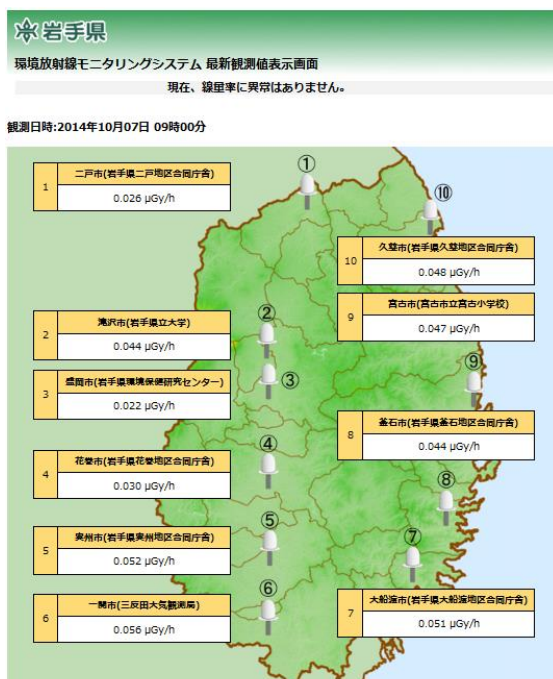 岩手県
環境放射線モニタリングシステム 最新観測値表示画面
現在、線量率に異常はありません。
観測日時:2014年10月07日 09時00分
1
二戸市(岩手県二戸地区合同庁舎)
0.026 μGy/h
①
⑩
10
久慈市(岩手県久慈地区合同庁舎)
0.048 μGy/h
2
滝沢市(岩手県立大学)
0.044 μGy/h
②
9
宮古市(宮古市立宮古小学校)
0.047 μGy/h
3
盛岡市(岩手県環境保健研究センター)
0.022 μGy/h
③
⑨
8
釜石市(岩手県釜石地区合同庁舎)
0.044 μGy/h
4
花巻市(岩手県花巻地区合同庁舎)
0.030 μGy/h
④
⑧
5
奥州市(岩手県奥州地区合同庁舎)
0.052 μGy/h
⑤
⑦
6
一関市(三反田大気観測局)
0.056 μGy/h
⑥
7
大船渡市(岩手県大船渡地区合同庁舎)
0.051 μGy/h